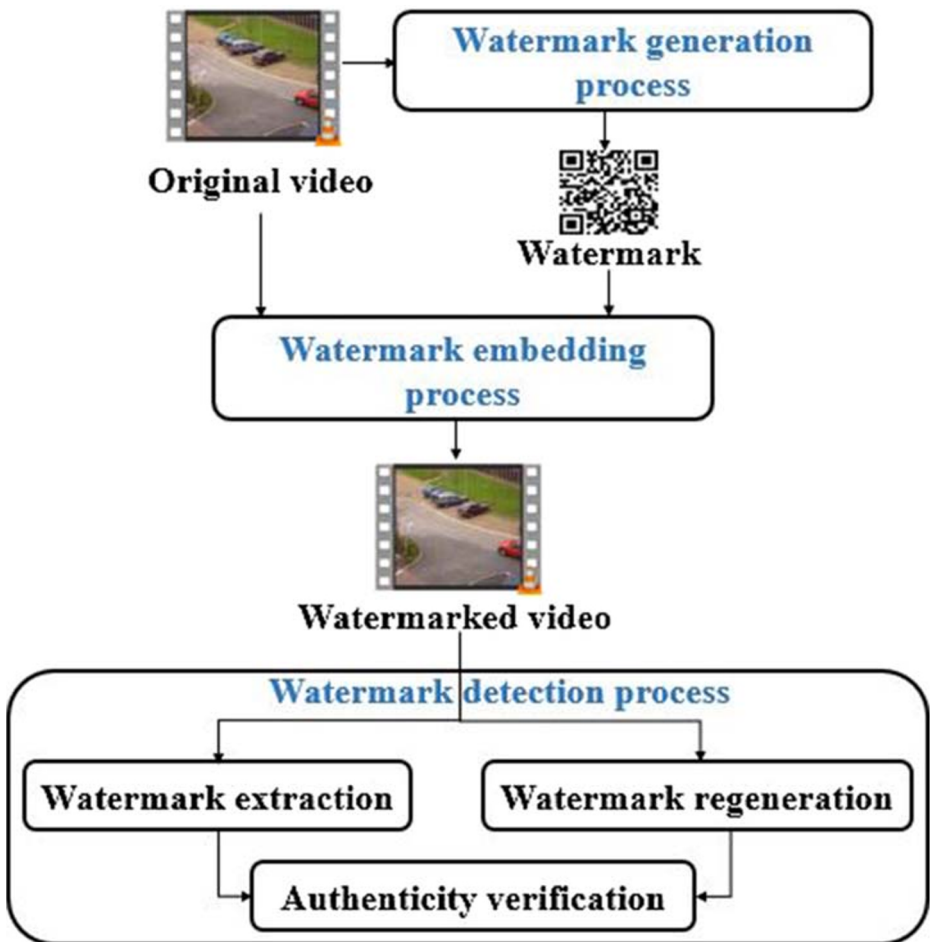 Watermark generation
process
Original video
Watermark
Watermark embedding
process
Watermarked video
Watermark detection process
Watermark extraction
Watermark regeneration
Authenticity verification